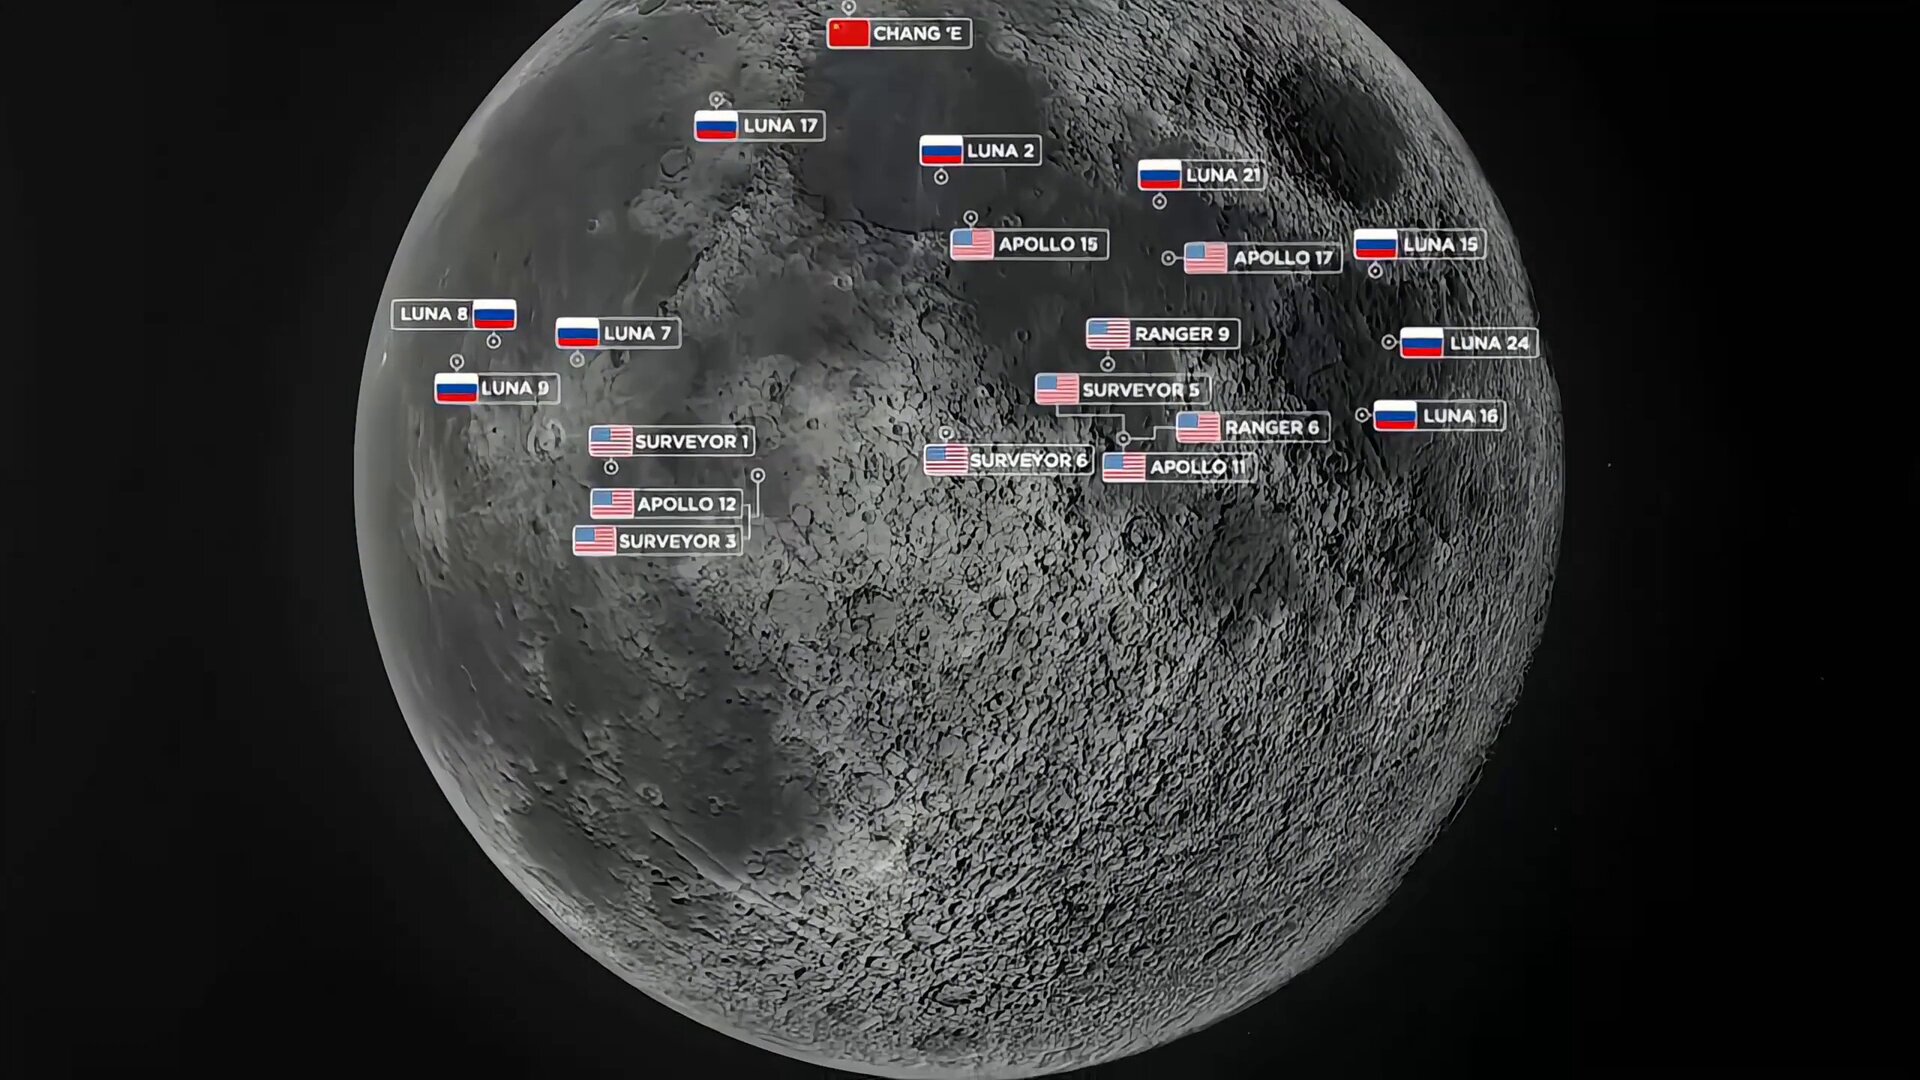 CHANG 'E
LUNA 17
LUNA 2
LUNA 21
APOLLO 15
APOLLO 17
LUNA 15
LUNA 8
LUNA 7
RANGER 9
LUNA 24
LUNA 9
SURVEYOR 5
LUNA 16
RANGER 6
SURVEYOR 1
SURVEYOR 6
APOLLO 11
APOLLO 12
SURVEYOR 3